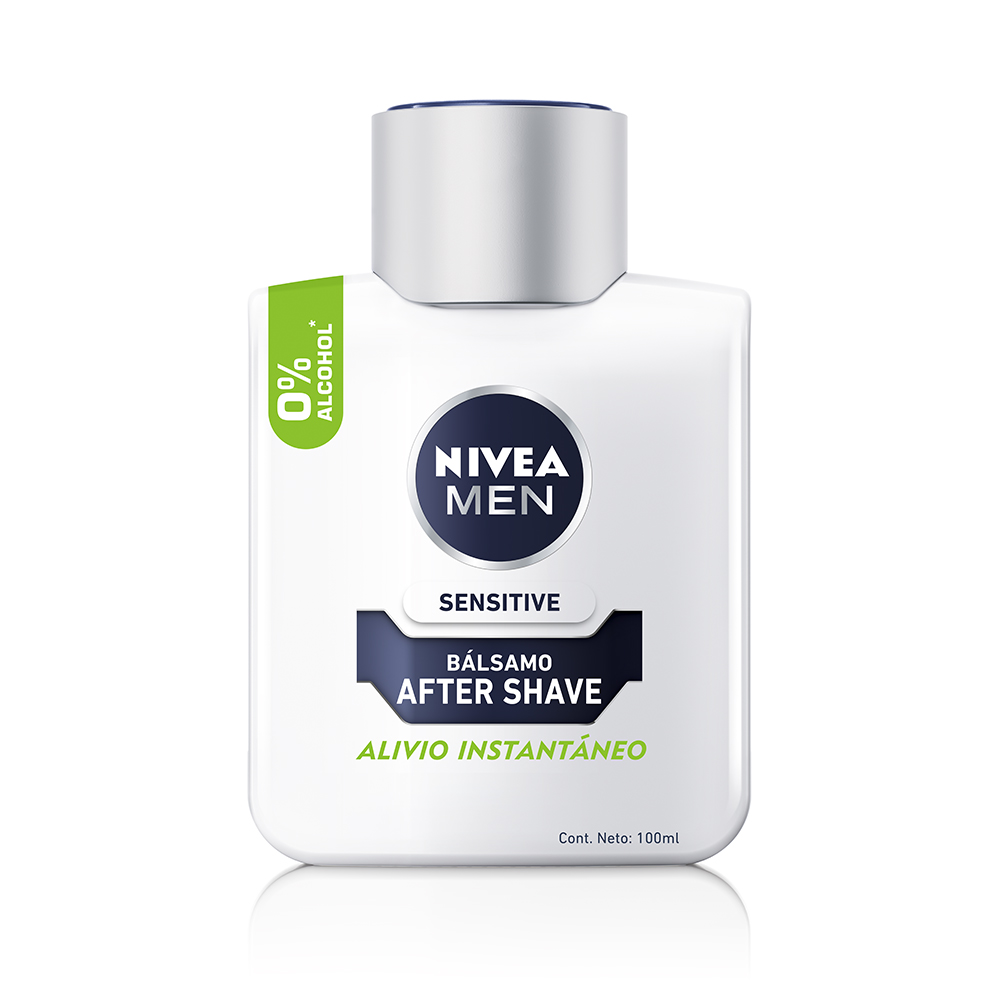 0%
ALCOHOL*
NIVEA
MEN
SENSITIVE
BÁLSAMO
AFTER SHAVE
ALIVIO INSTANTÁNEO
Cont. Neto: 100ml